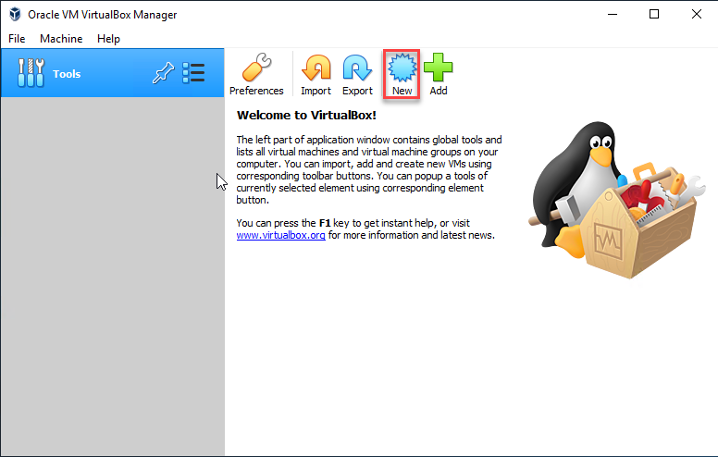 Oracle VM VirtualBox Manager
File Machine Help
Tools
Preferences Import Export New Add
Welcome to VirtualBox!
The left part of application window contains global tools and
lists all virtual machines and virtual machine groups on your
computer. You can import, add and create new VMs using
corresponding toolbar buttons. You can popup a tools of
currently selected element using corresponding element
button.
You can press the F1 key to get instant help, or visit
www.virtualbox.org for more information and latest news.